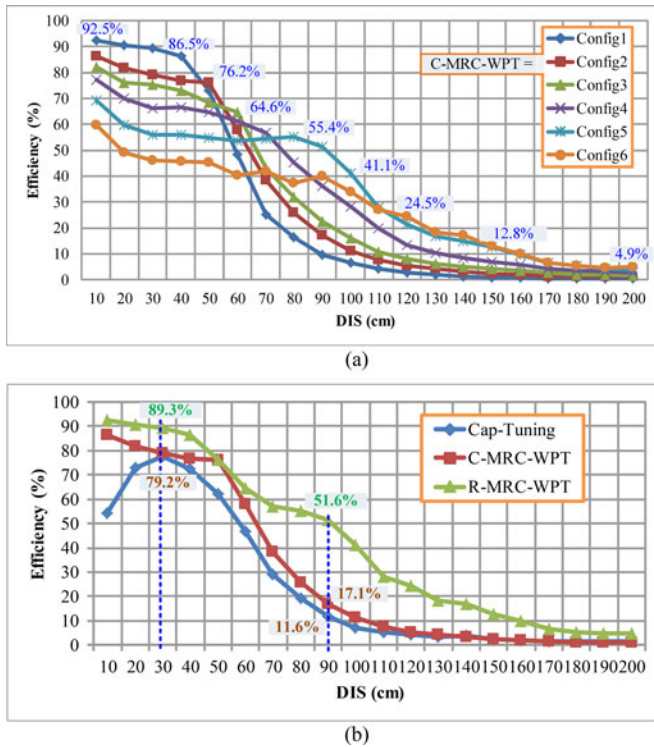 (a)
Efficiency (%)
100
90
80
70
60
50
40
30
20
10
0
92.5%
86.5%
76.2%
64.6%
55.4%
41.1%
24.5%
12.8%
4.9%
C-MRC-WPT =
Config1
Config2
Config3
Config4
Config5
Config6
10 20 30 40 50 60 70 80 90 100 110 120 130 140 150 160 170 180 190 200
DIS (cm)
(a)
Efficiency (%)
100
90
80
70
60
50
40
30
20
10
0
89.3%
79.2%
51.6%
17.1%
11.6%
Cap-Tuning
C-MRC-WPT
R-MRC-WPT
10 20 30 40 50 60 70 80 90 100 110 120 130 140 150 160 170 180 190 200
DIS (cm)
(b)